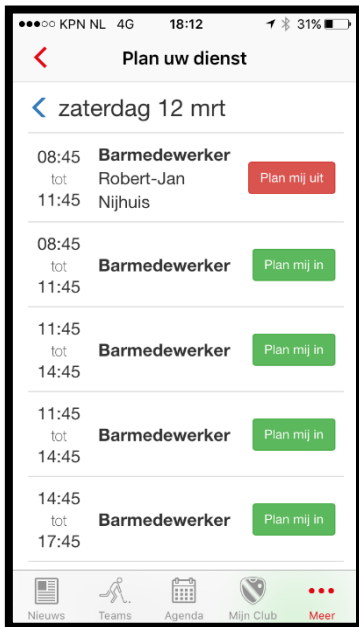 KPN NL 4G 18:12 31%
Plan uw dienst
zaterdag 12 mrt
08:45 Barmedewerker
tot Robert-Jan Plan mij uit
11:45 Nijhuis
08:45
tot Barmedewerker Plan mij in
11:45
11:45
tot Barmedewerker Plan mij in
14:45
11:45
tot Barmedewerker Plan mij in
14:45
14:45
tot Barmedewerker Plan mij in
17:45
Nieuws Teams Agenda Mijn Club Meer